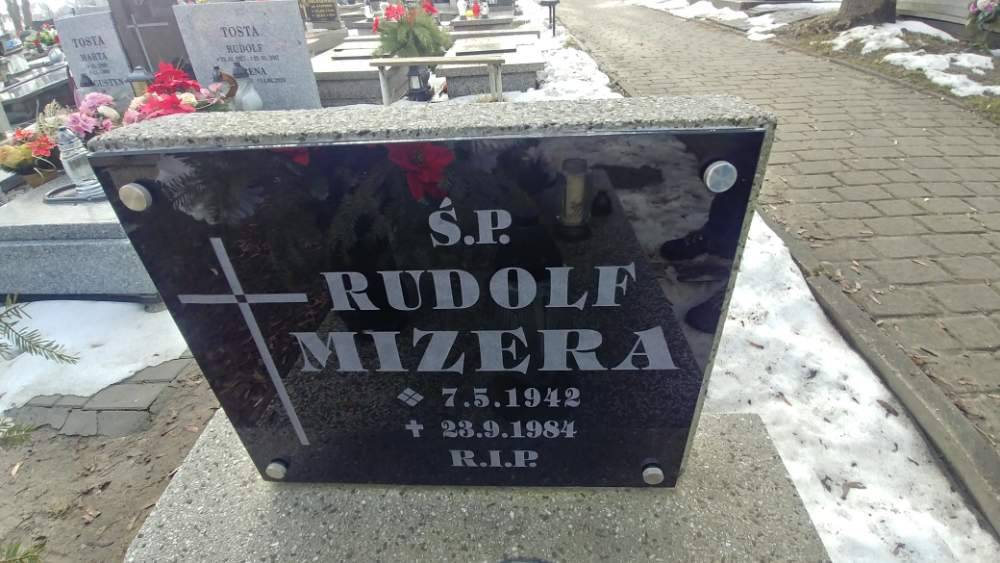 TOSTA
MARTA
TOSTA
RUDOLF
Ś.P.
RUDOLF
MIZERA
7.5.1942
✝ 23.9.1984
R.I.P.